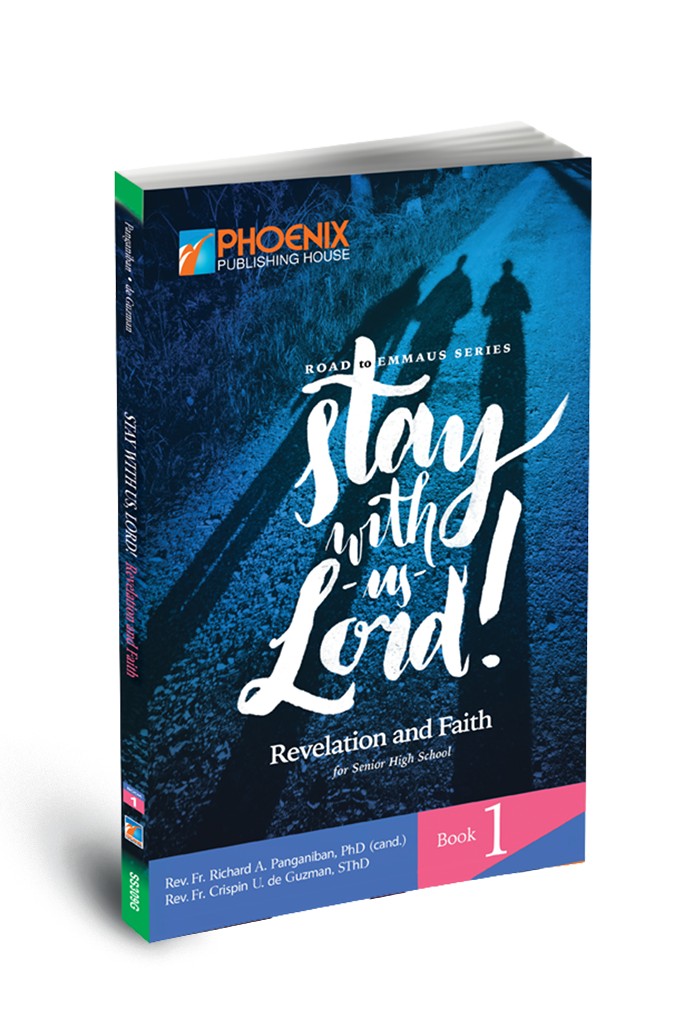 PHOENIX
PUBLISHING HOUSE
ROAD to EMMAUS SERIES
Stay
with
-us-
Lord!
Revelation and Faith
for Senior High School
Rev. Fr. Richard A. Panganiban, PhD (cand.)
Rev. Fr. Crispin U. de Guzman, SThD
Book 1
Panganiban • de Guzman
STAY WITH US, LORD! Revelation and Faith
1
SS309G